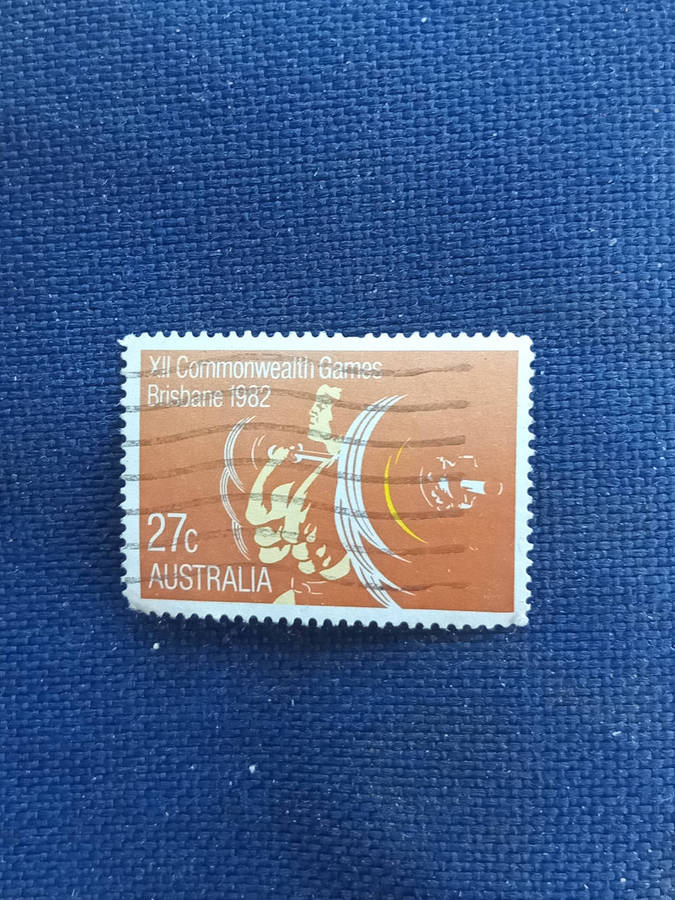 XII Commonwealth Games
Brisbane 1982
27c
AUSTRALIA